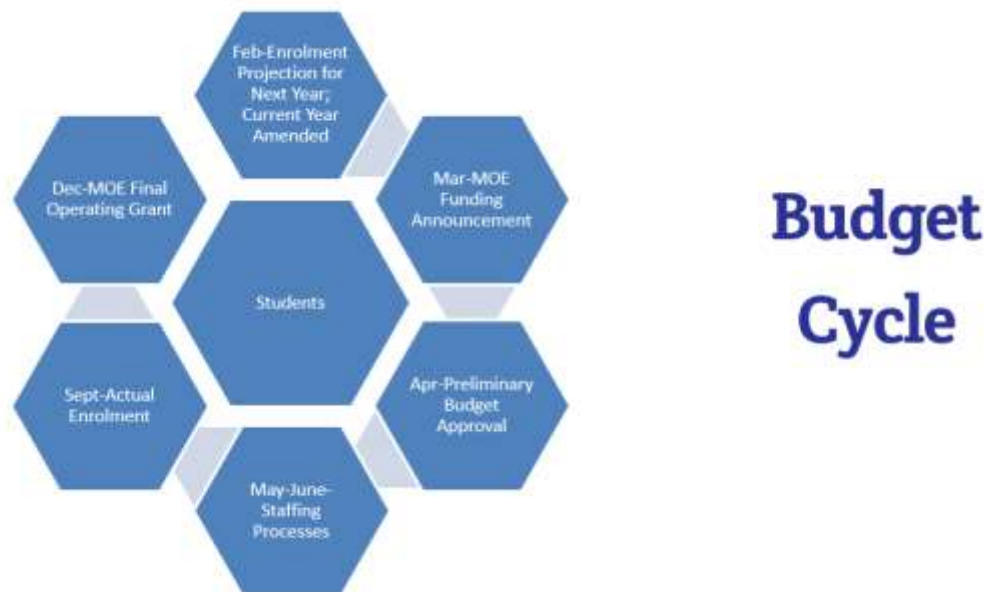 Feb-Enrolment
Projection for
Next Year;
Current Year
Amended
Mar-MOE
Funding
Announcement
Apr-Preliminary
Budget
Approval
May-June-
Staffing
Processes
Sept-Actual
Enrolment
Dec-MOE Final
Operating Grant
Students
Budget
Cycle